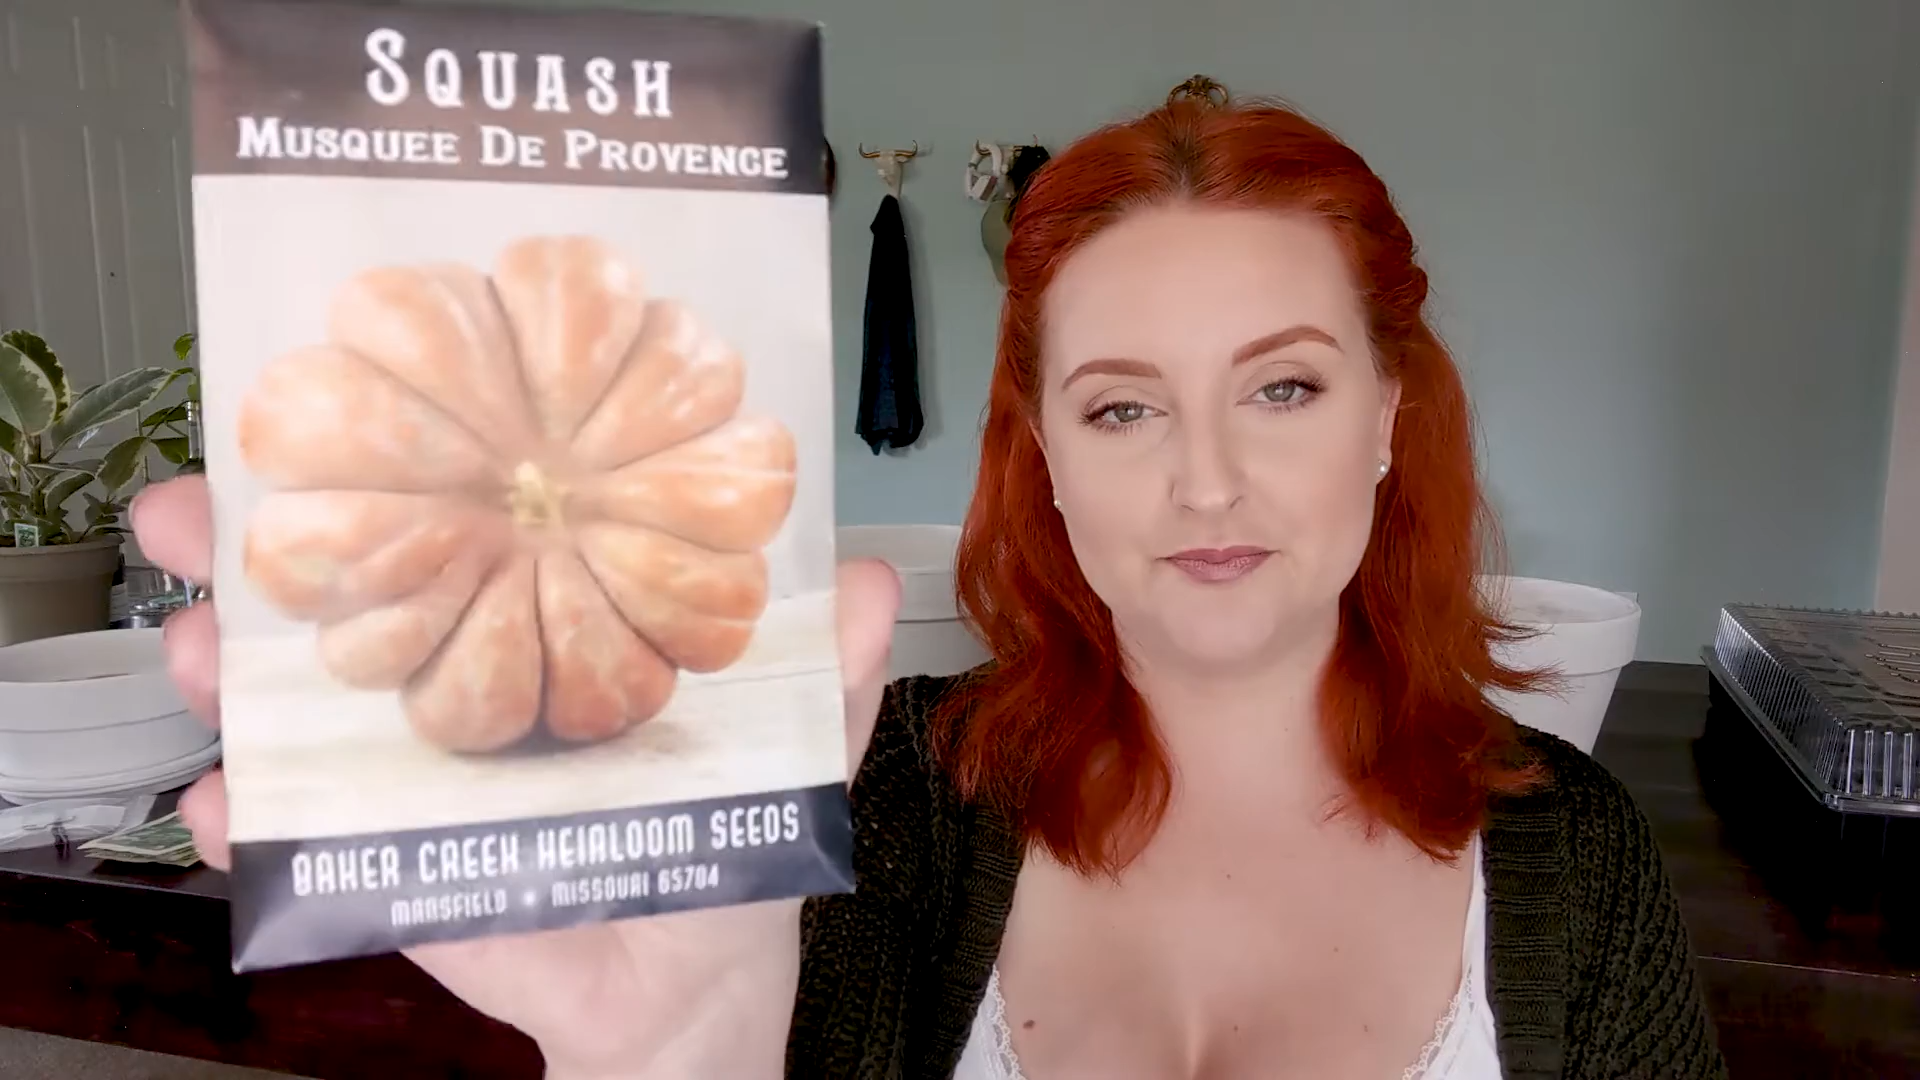 SQUASH
MUSQUEE DE PROVENCE
BAKER CREEK HEIRLOOM SEEDS
MANSFIELD • MISSOURI 65704